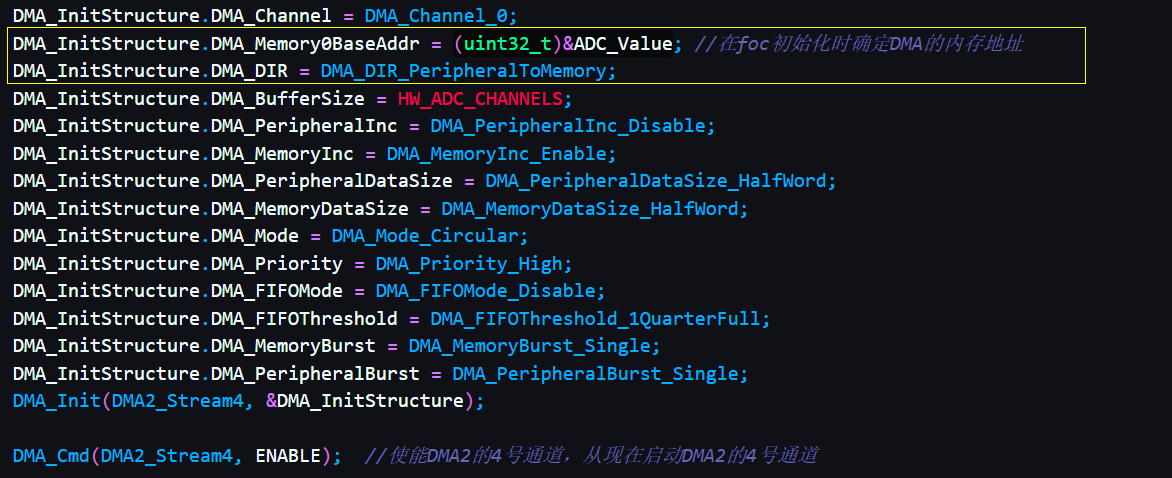 DMA_InitStructure.DMA_Channel = DMA_Channel_0;
DMA_InitStructure.DMA_Memory0BaseAddr = (uint32_t)&ADC_Value; //在foc初始化时确定DMA的内存地址
DMA_InitStructure.DMA_DIR = DMA_DIR_PeripheralToMemory;
DMA_InitStructure.DMA_BufferSize = HW_ADC_CHANNELS;
DMA_InitStructure.DMA_PeripheralInc = DMA_PeripheralInc_Disable;
DMA_InitStructure.DMA_MemoryInc = DMA_MemoryInc_Enable;
DMA_InitStructure.DMA_PeripheralDataSize = DMA_PeripheralDataSize_HalfWord;
DMA_InitStructure.DMA_MemoryDataSize = DMA_MemoryDataSize_HalfWord;
DMA_InitStructure.DMA_Mode = DMA_Mode_Circular;
DMA_InitStructure.DMA_Priority = DMA_Priority_High;
DMA_InitStructure.DMA_FIFOMode = DMA_FIFOMode_Disable;
DMA_InitStructure.DMA_FIFOThreshold = DMA_FIFOThreshold_1QuarterFull;
DMA_InitStructure.DMA_MemoryBurst = DMA_MemoryBurst_Single;
DMA_InitStructure.DMA_PeripheralBurst = DMA_PeripheralBurst_Single;
DMA_Init(DMA2_Stream4, &DMA_InitStructure);
DMA_Cmd(DMA2_Stream4, ENABLE);  //使能DMA2的4号通道，从现在启动DMA2的4号通道